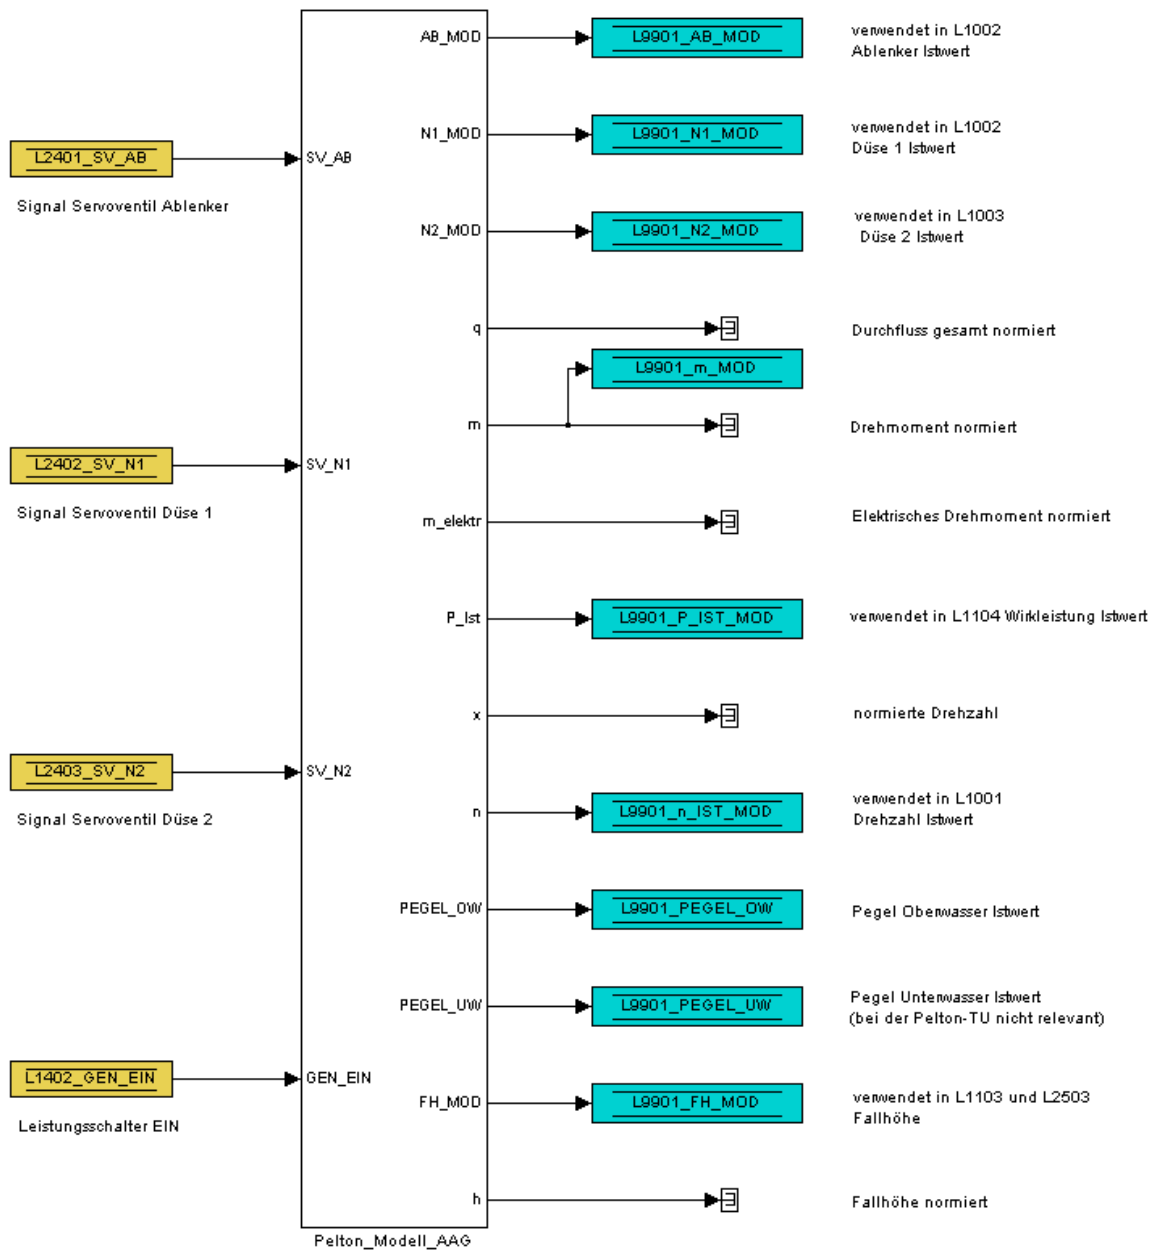 AB_MOD
L9901_AB_MOD
verwendet in L1002
Ablenker Istwert
N1_MOD
L9901_N1_MOD
verwendet in L1002
Düse 1 Istwert
L2401_SV_AB
SV_AB
Signal Servoventil Ablenker
N2_MOD
L9901_N2_MOD
verwendet in L1003
Düse 2 Istwert
q
Durchfluss gesamt normiert
L9901_m_MOD
m
Drehmoment normiert
L2402_SV_N1
SV_N1
Signal Servoventil Düse 1
m_elektr
Elektrisches Drehmoment normiert
P_Ist
L9901_P_IST_MOD
verwendet in L1104 Wirkleistung Istwert
x
normierte Drehzahl
L2403_SV_N2
SV_N2
Signal Servoventil Düse 2
n
L9901_n_IST_MOD
verwendet in L1001
Drehzahl Istwert
PEGEL_OW
L9901_PEGEL_OW
Pegel Oberwasser Istwert
PEGEL_UW
L9901_PEGEL_UW
Pegel Unterwasser Istwert
(bei der Pelton-TU nicht relevant)
L1402_GEN_EIN
GEN_EIN
Leistungsschalter EIN
FH_MOD
L9901_FH_MOD
verwendet in L1103 und L2503
Fallhöhe
h
Fallhöhe normiert
Pelton_Modell_AAG